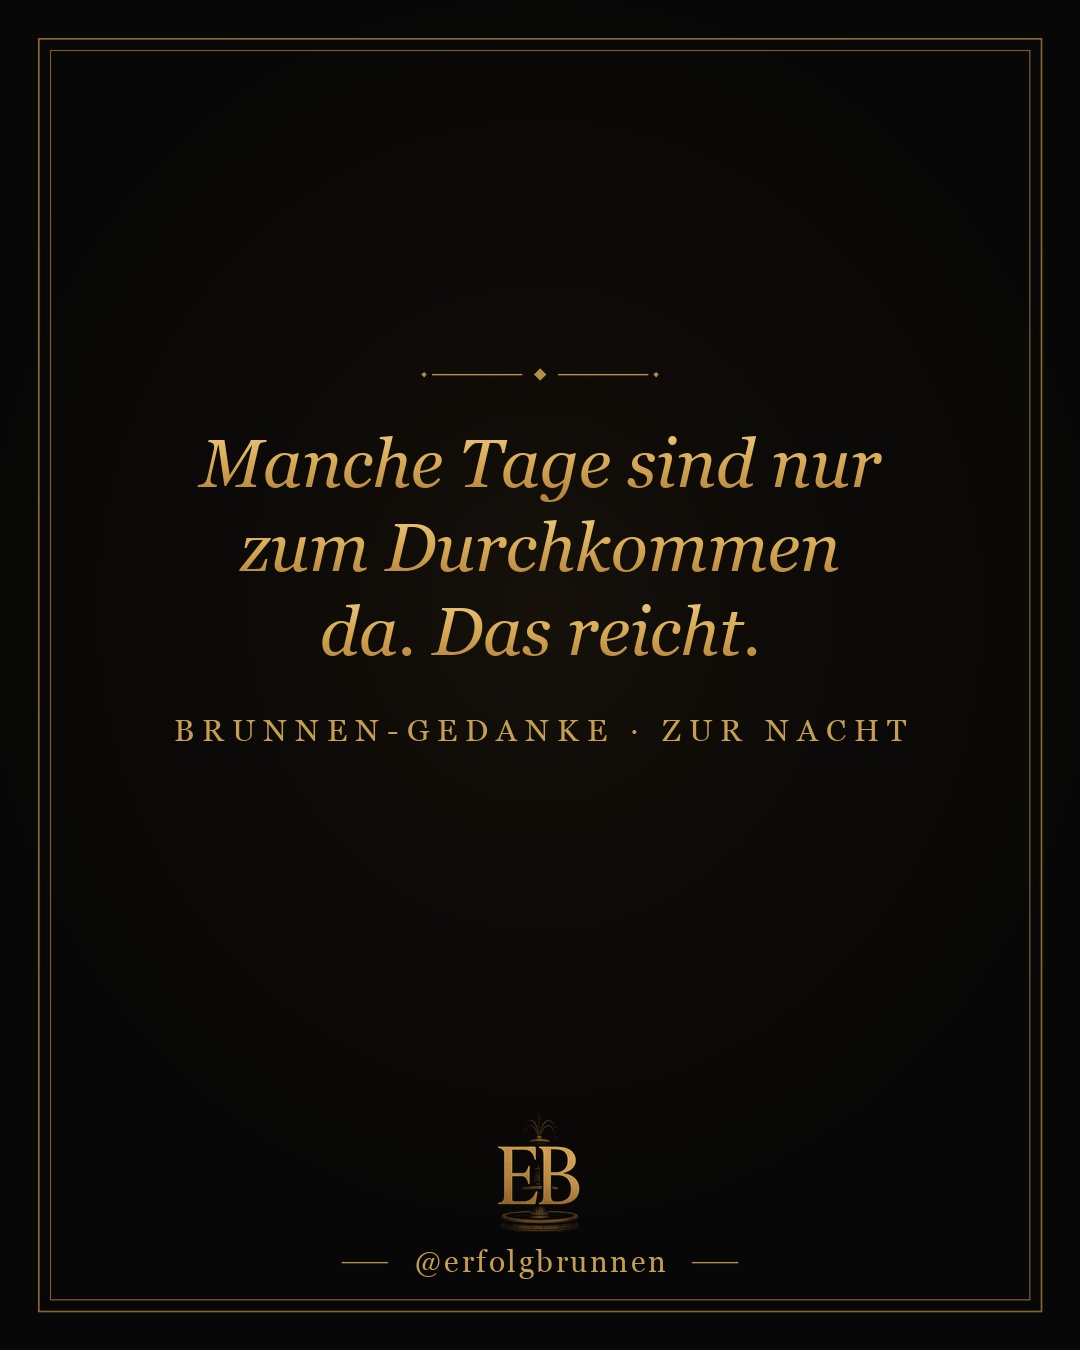 Manche Tage sind nur
zum Durchkommen
da. Das reicht.
BRUNNEN-GEDANKE · ZUR NACHT
EB
@erfolgbrunnen